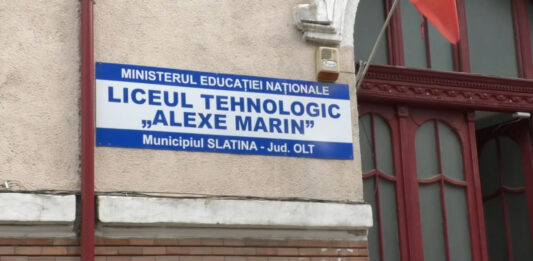 MINISTERUL EDUCAȚIEI NAȚIONALE
LICEUL TEHNOLOGIC
„ALEXE MARIN”
Municipiul SLATINA - Jud. OLT